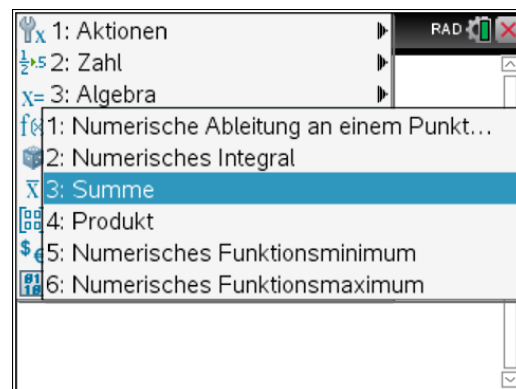 1: Aktionen
RAD
2: Zahl
3: Algebra
1: Numerische Ableitung an einem Punkt...
2: Numerisches Integral
3: Summe
4: Produkt
5: Numerisches Funktionsminimum
6: Numerisches Funktionsmaximum